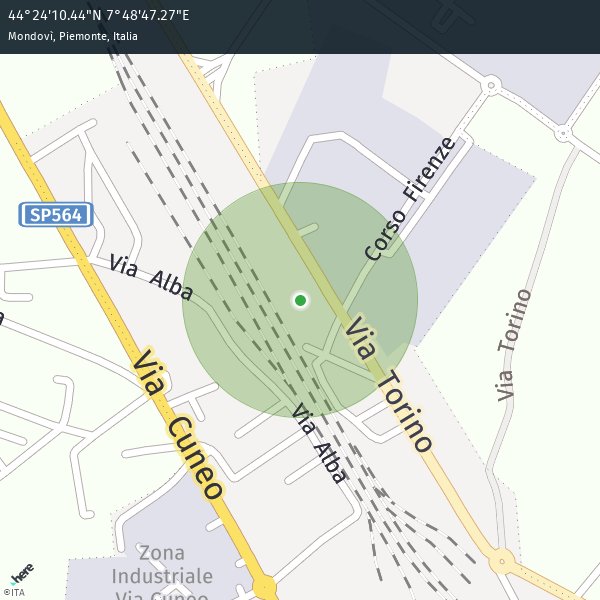 44°24'10.44"N 7°48'47.27"E
Mondovì, Piemonte, Italia
Corso Firenze
SP564
Via Alba
Via Torino
Via Torino
Via Cuneo
Via Alba
Zona
Industriale
Via Cuneo
here
©ITA